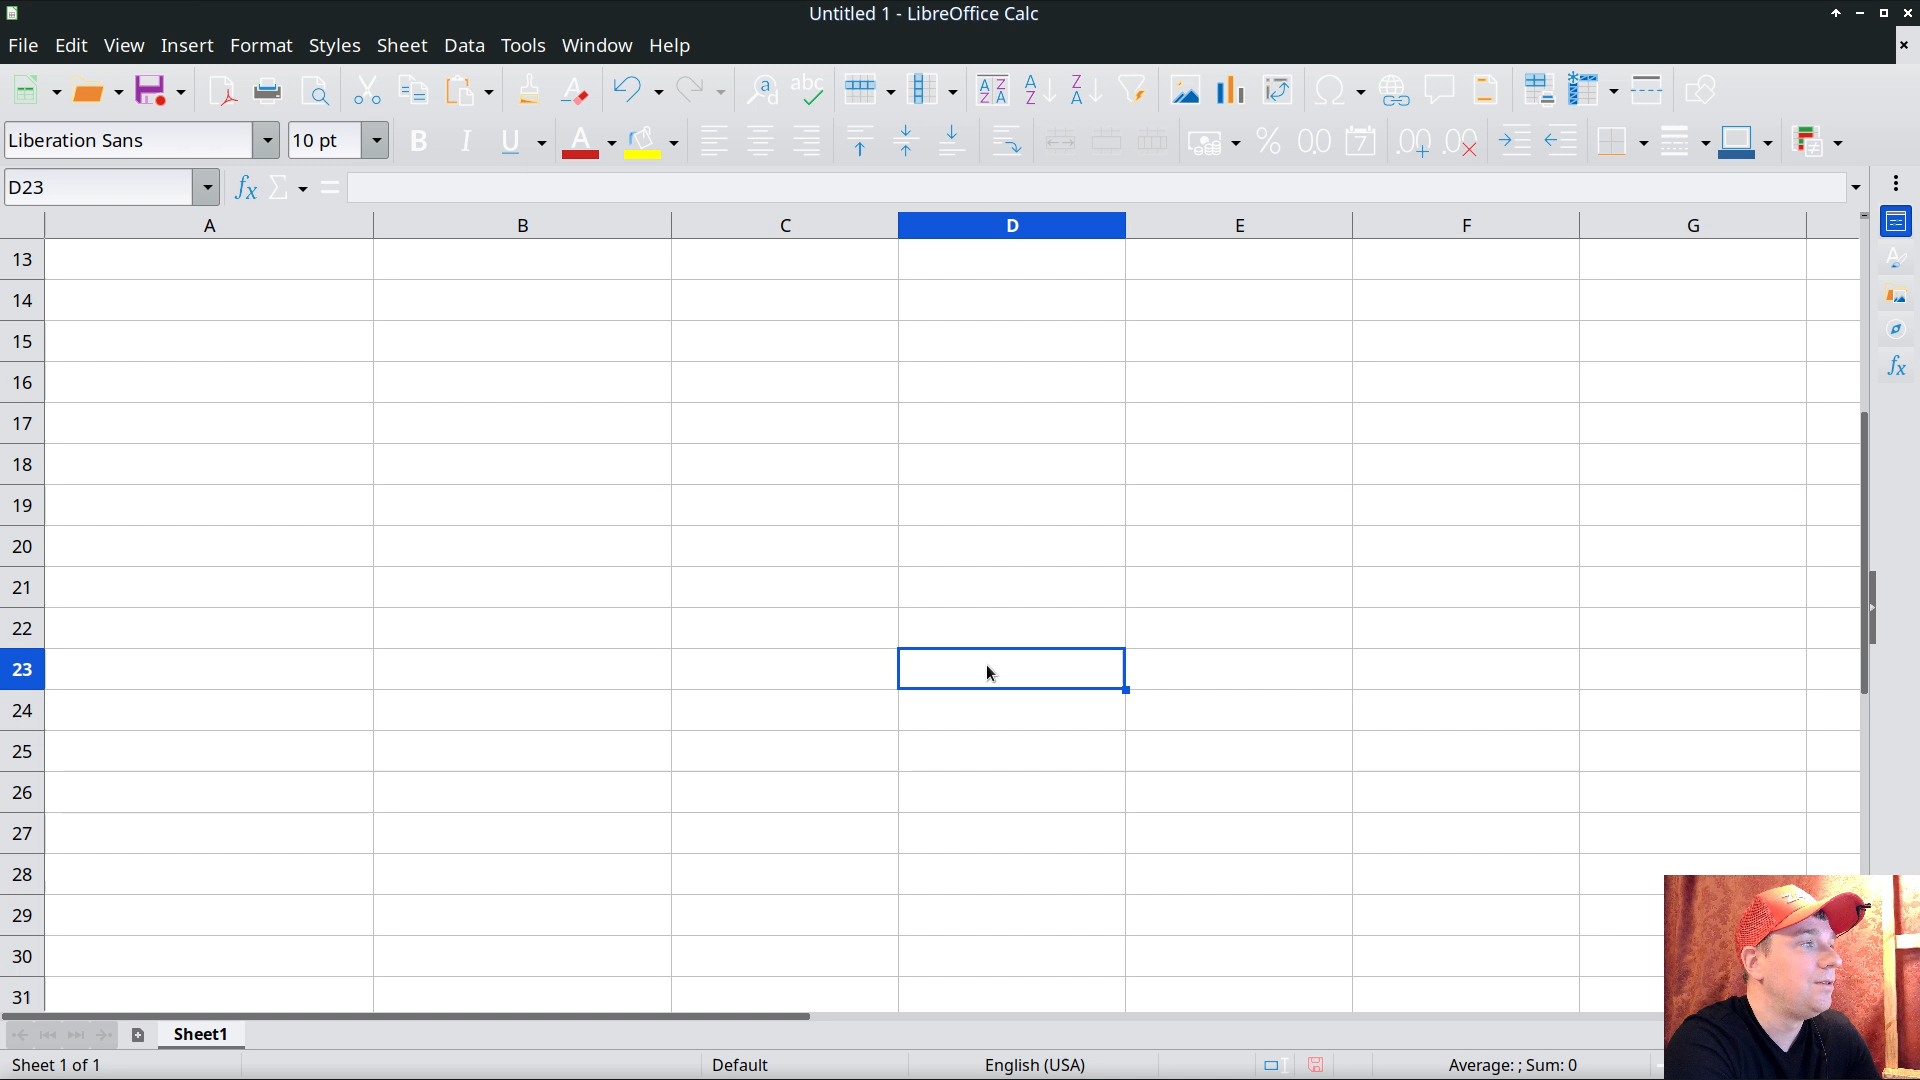 Untitled 1 - LibreOffice Calc
File Edit View Insert Format Styles Sheet Data Tools Window Help
Liberation Sans 10 pt
D23
A B C D E F G
13
14
15
16
17
18
19
20
21
22
23
24
25
26
27
28
29
30
31
Sheet1
Sheet 1 of 1 Default English (USA) Average: ; Sum: 0